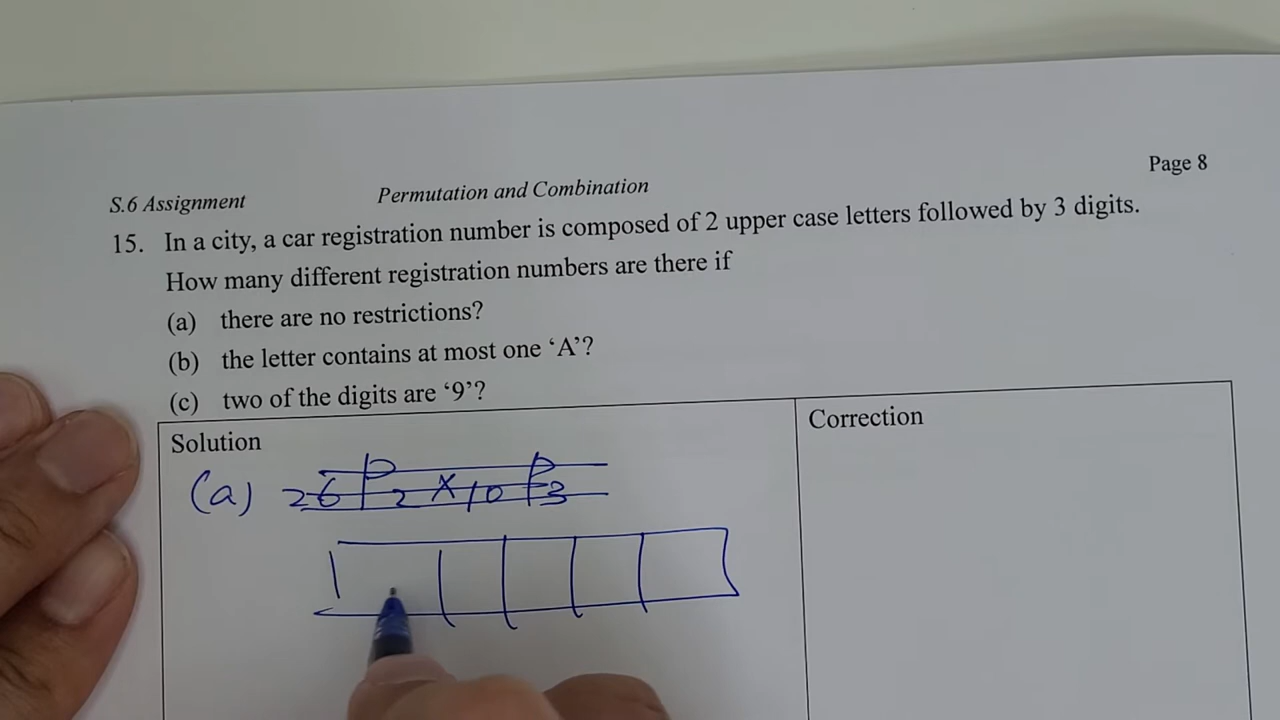 Page 8
S.6 Assignment Permutation and Combination
15. In a city, a car registration number is composed of 2 upper case letters followed by 3 digits.
How many different registration numbers are there if
(a) there are no restrictions?
(b) the letter contains at most one ‘A’?
(c) two of the digits are ‘9’?
Solution
Correction
(a) 26P2 × 10P3